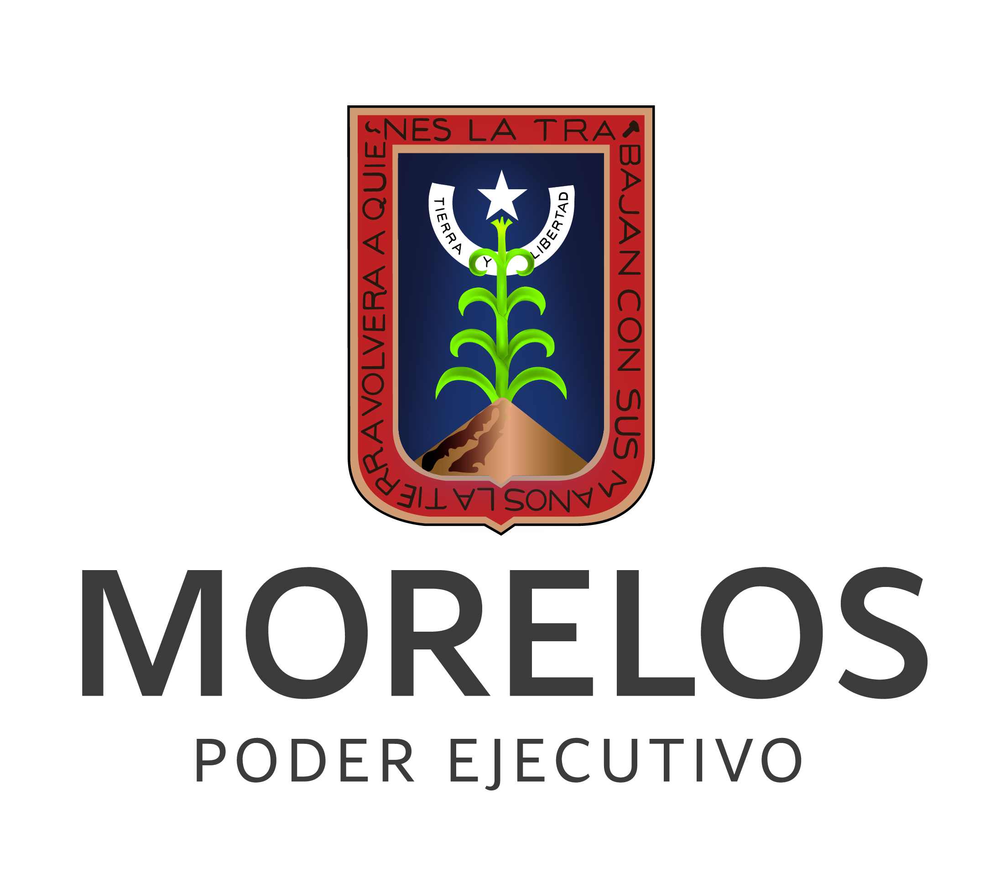 LA TIERRA VOLVERA A QUIENES LA TRABAJAN CON SUS MANOS
TIERRA Y LIBERTAD
MORELOS
PODER EJECUTIVO